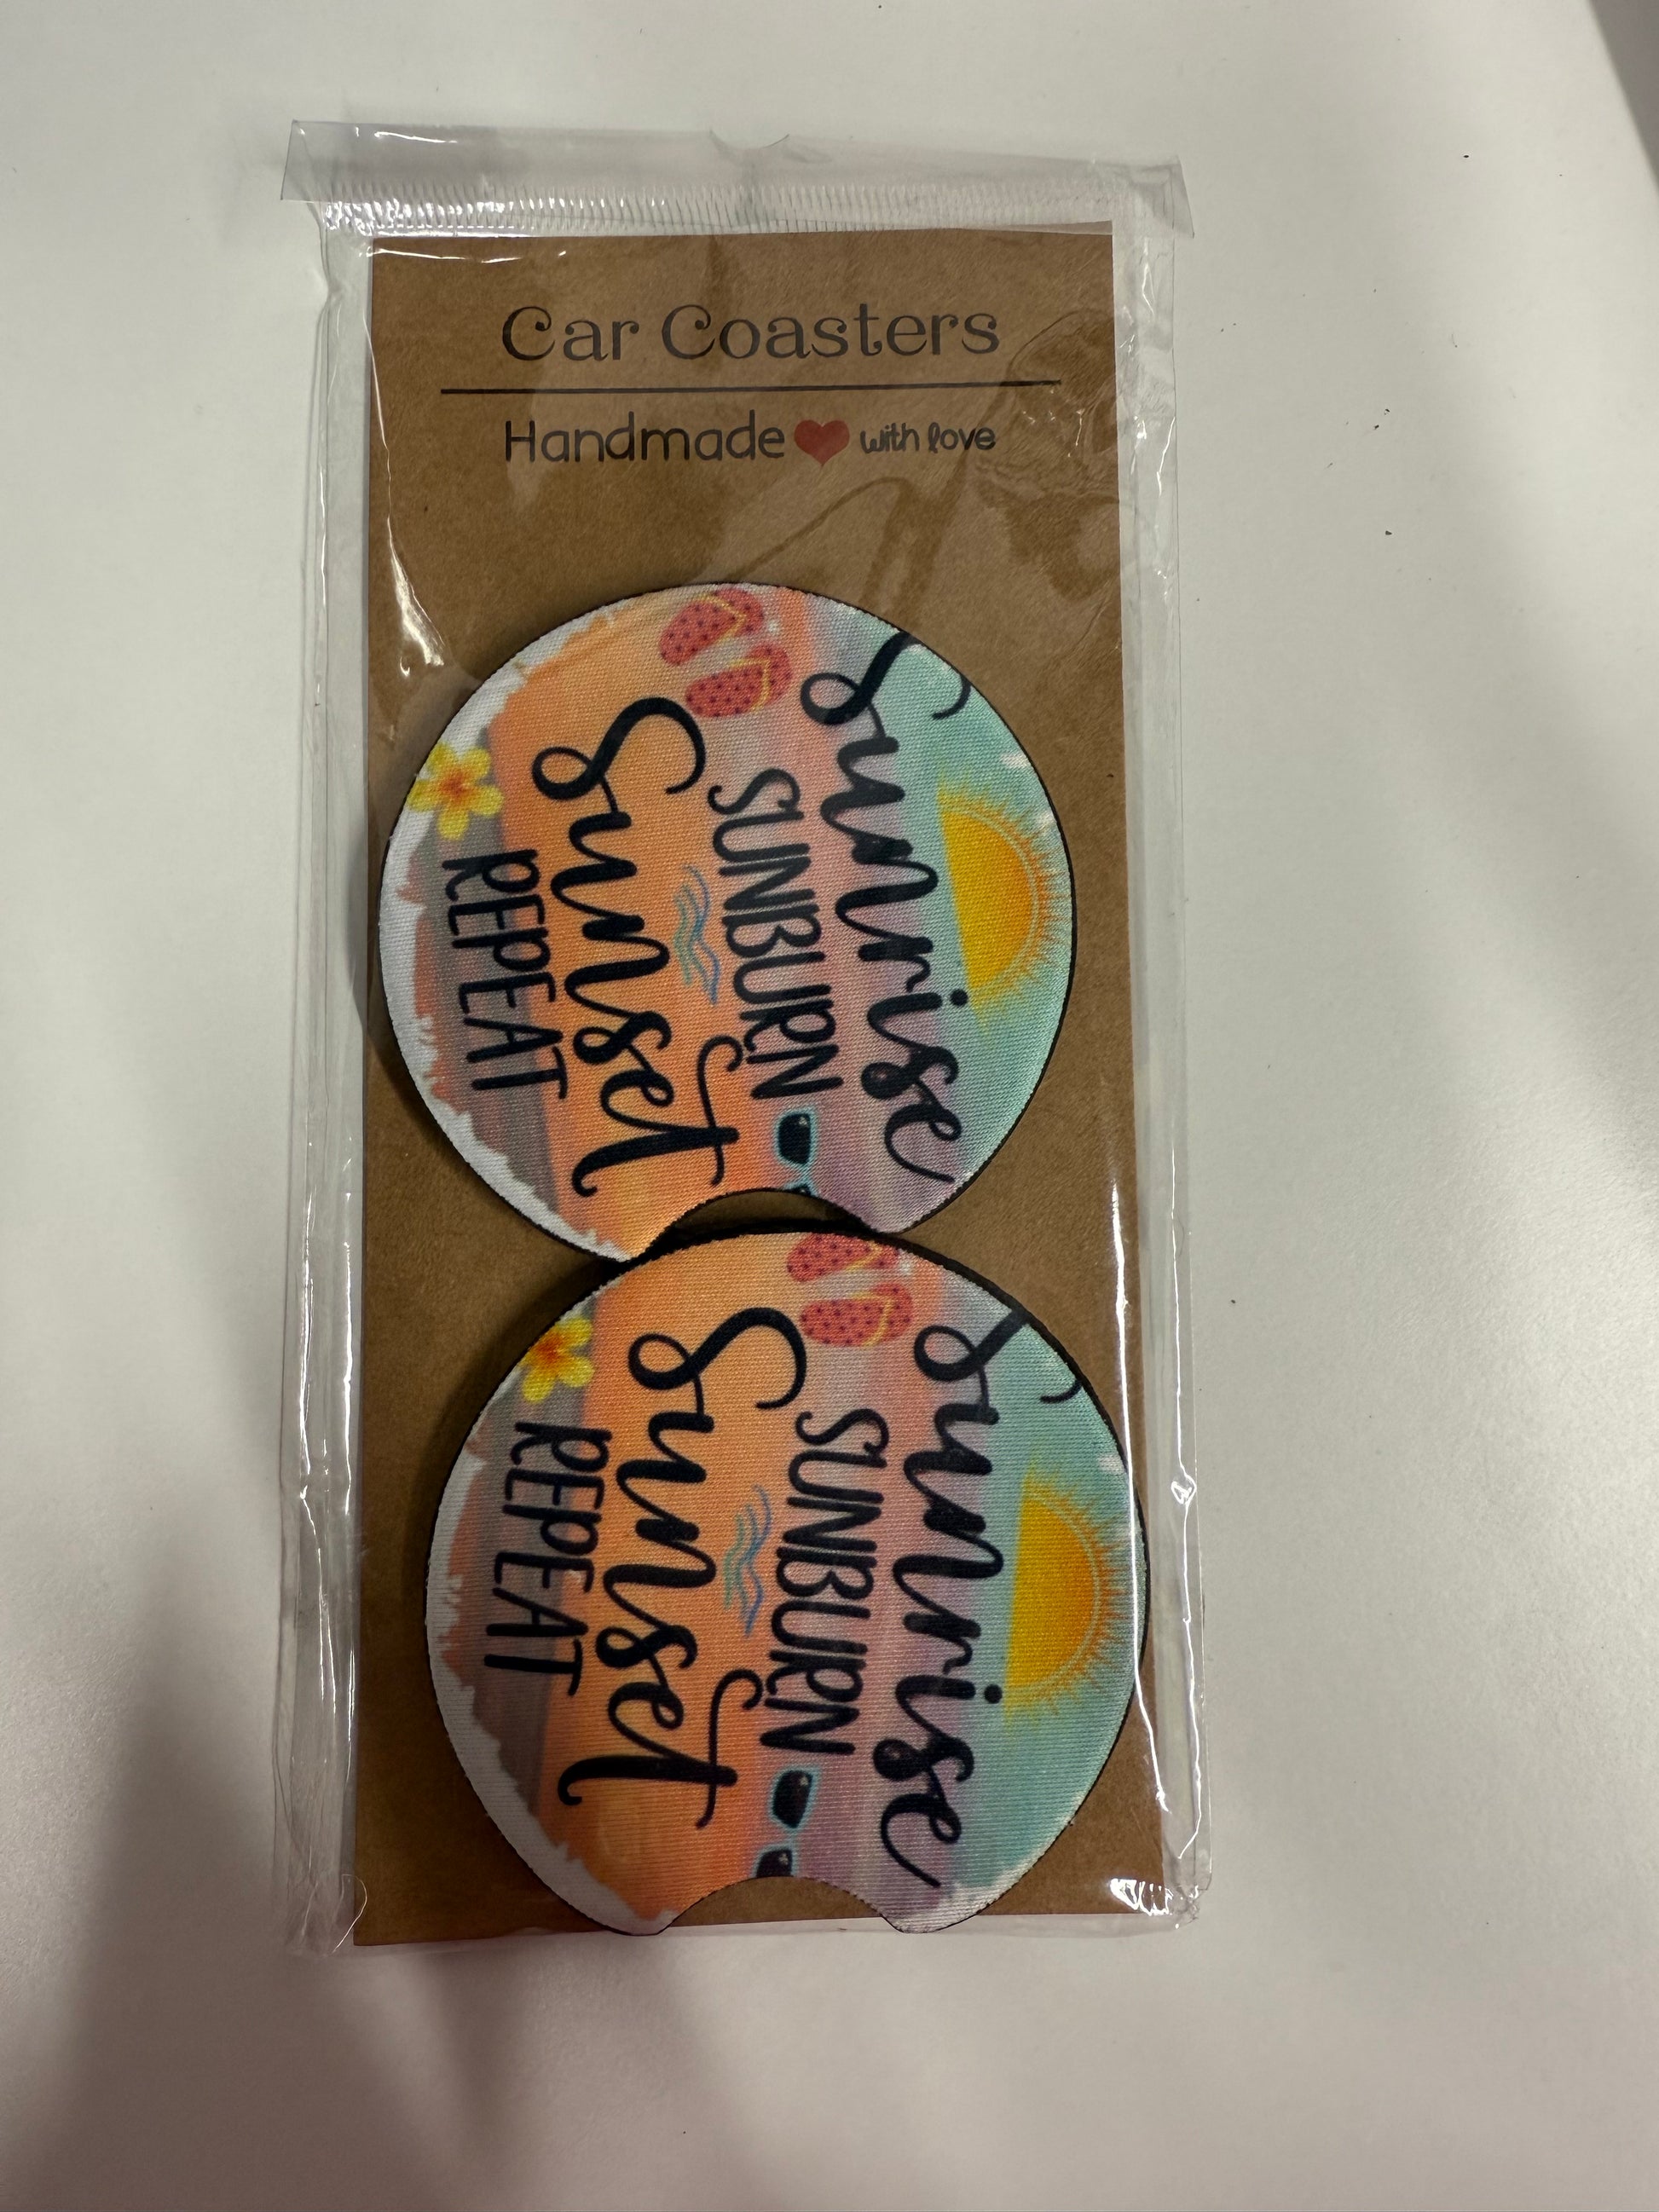 Car Coasters
Handmade ❤ with love
Sunrise
SUNBURN
Sunset
REPEAT
Sunrise
SUNBURN
Sunset
REPEAT